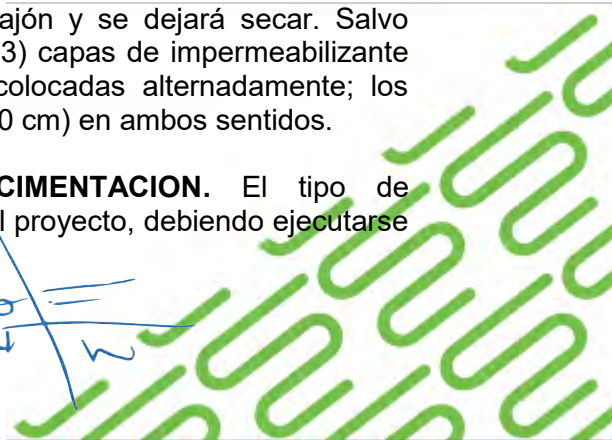 ajón y se dejará secar. Salvo
3) capas de impermeabilizante
colocadas alternadamente; los
0 cm) en ambos sentidos.
CIMENTACION. El tipo de
l proyecto, debiendo ejecutarse